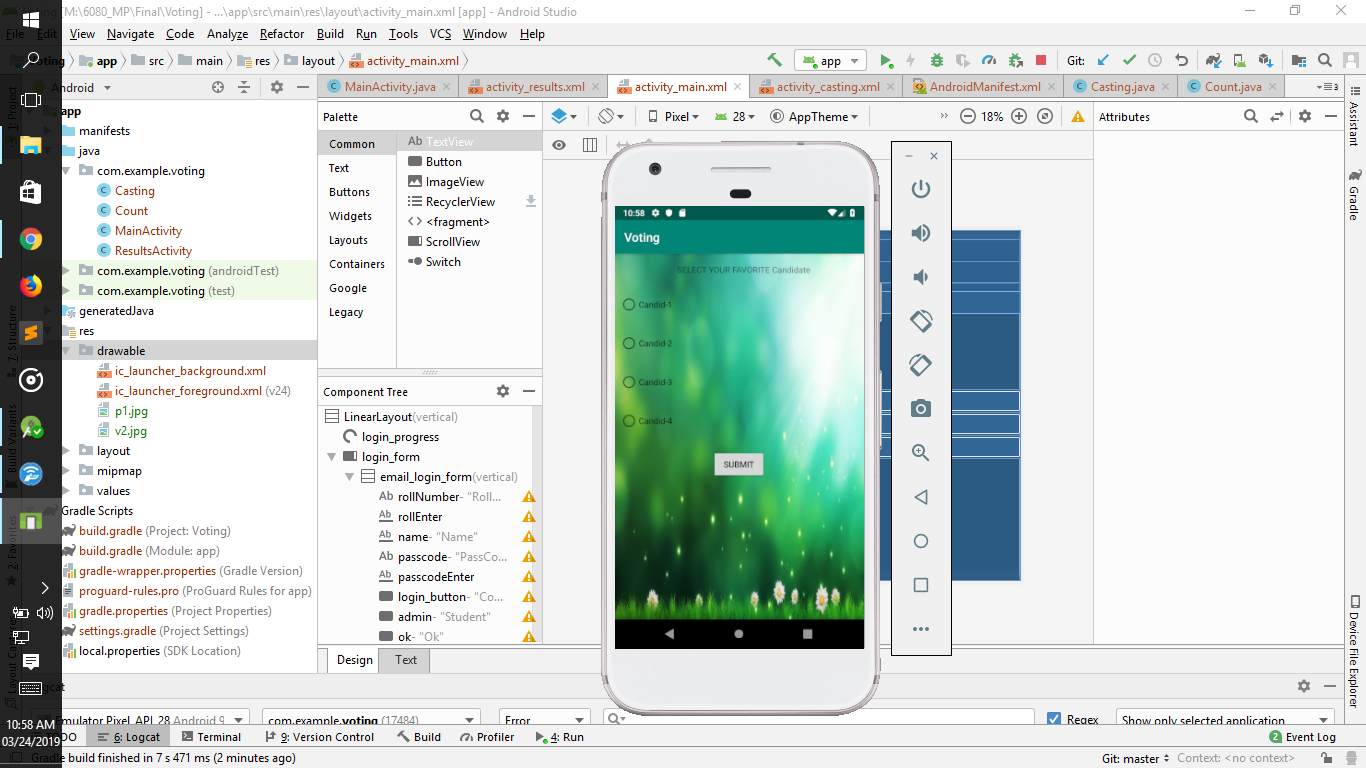 [M:\6080_MP\Final\Voting] - ...\app\src\main\res\layout\activity_main.xml [app] - Android Studio
File Edit View Navigate Code Analyze Refactor Build Run Tools VCS Window Help
app src main res layout activity_main.xml
app
Git:
Android
MainActivity.java
activity_results.xml
activity_main.xml
activity_casting.xml
AndroidManifest.xml
Casting.java
Count.java
3
app
manifests
java
com.example.voting
Casting
Count
MainActivity
ResultsActivity
com.example.voting (androidTest)
com.example.voting (test)
generatedJava
res
drawable
ic_launcher_background.xml
ic_launcher_foreground.xml (v24)
p1.jpg
v2.jpg
layout
mipmap
values
Gradle Scripts
build.gradle (Project: Voting)
build.gradle (Module: app)
gradle-wrapper.properties (Gradle Version)
proguard-rules.pro (ProGuard Rules for app)
gradle.properties (Project Properties)
settings.gradle (Project Settings)
local.properties (SDK Location)
Palette
Common
Text
Buttons
Widgets
Layouts
Containers
Google
Legacy
Ab TextView
Button
ImageView
RecyclerView
<fragment>
ScrollView
Switch
Component Tree
LinearLayout(vertical)
login_progress
login_form
email_login_form(vertical)
Ab rollNumber- "Roll...
Ab rollEnter
Ab name- "Name"
Ab passcode- "PassCo...
Ab passcodeEnter
login_button- "Co...
admin- "Student"
ok- "Ok"
Design Text
Pixel 28 AppTheme
18%
Attributes
10:58
Voting
SELECT YOUR FAVORITE Candidate
Candid-1
Candid-2
Candid-3
Candid-4
SUBMIT
Assistant
Gradle
Device File Explorer
1: Project
7: Structure
Build Variants
2: Favorites
Layout Captures
Logcat
Emulator Pixel_API_28 Android 9
com.example.voting (17484)
Error
Regex
Show only selected application
TODO
6: Logcat
Terminal
9: Version Control
Build
Profiler
4: Run
2 Event Log
Gradle build finished in 7 s 471 ms (2 minutes ago)
Git: master
Context: <no context>
10:58 AM
03/24/2019